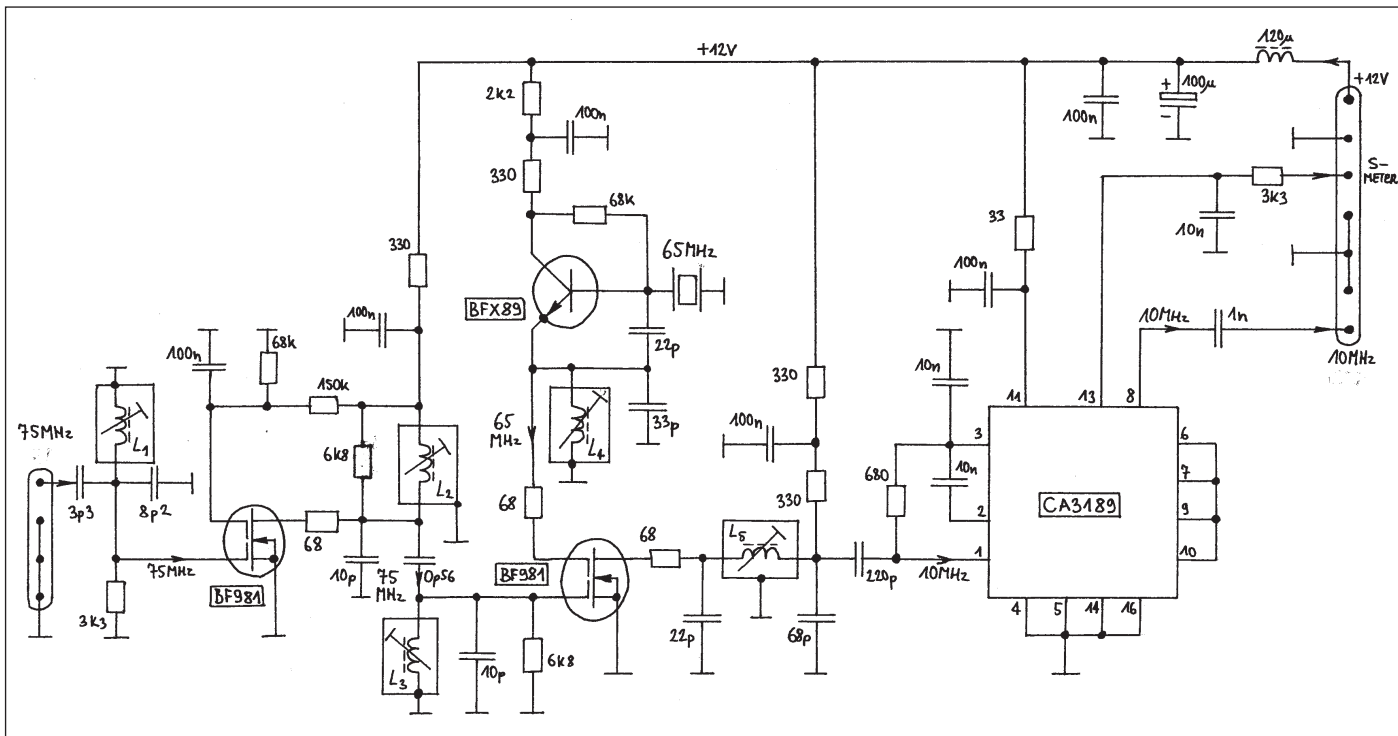 +12V
120µ
+12V
2k2
100n
100n
+
100µ
-
330
68k
S-
METER
3k3
10n
33
330
65MHz
100n
BFX89
100n
68k
100n
22p
10MHz
1n
10n
330
10MHz
150k
33p
11
13
8
L1
65
MHz
L4
75MHz
6k8
100n
3
6
L2
680
10n
7
CA3189
3p3
8p2
68
68
330
2
9
L5
68
1
10
75MHz
10p
75
MHz
0p56
BF981
220p
10MHz
BF981
3k3
4
5
14
16
22p
68p
L3
10p
6k8